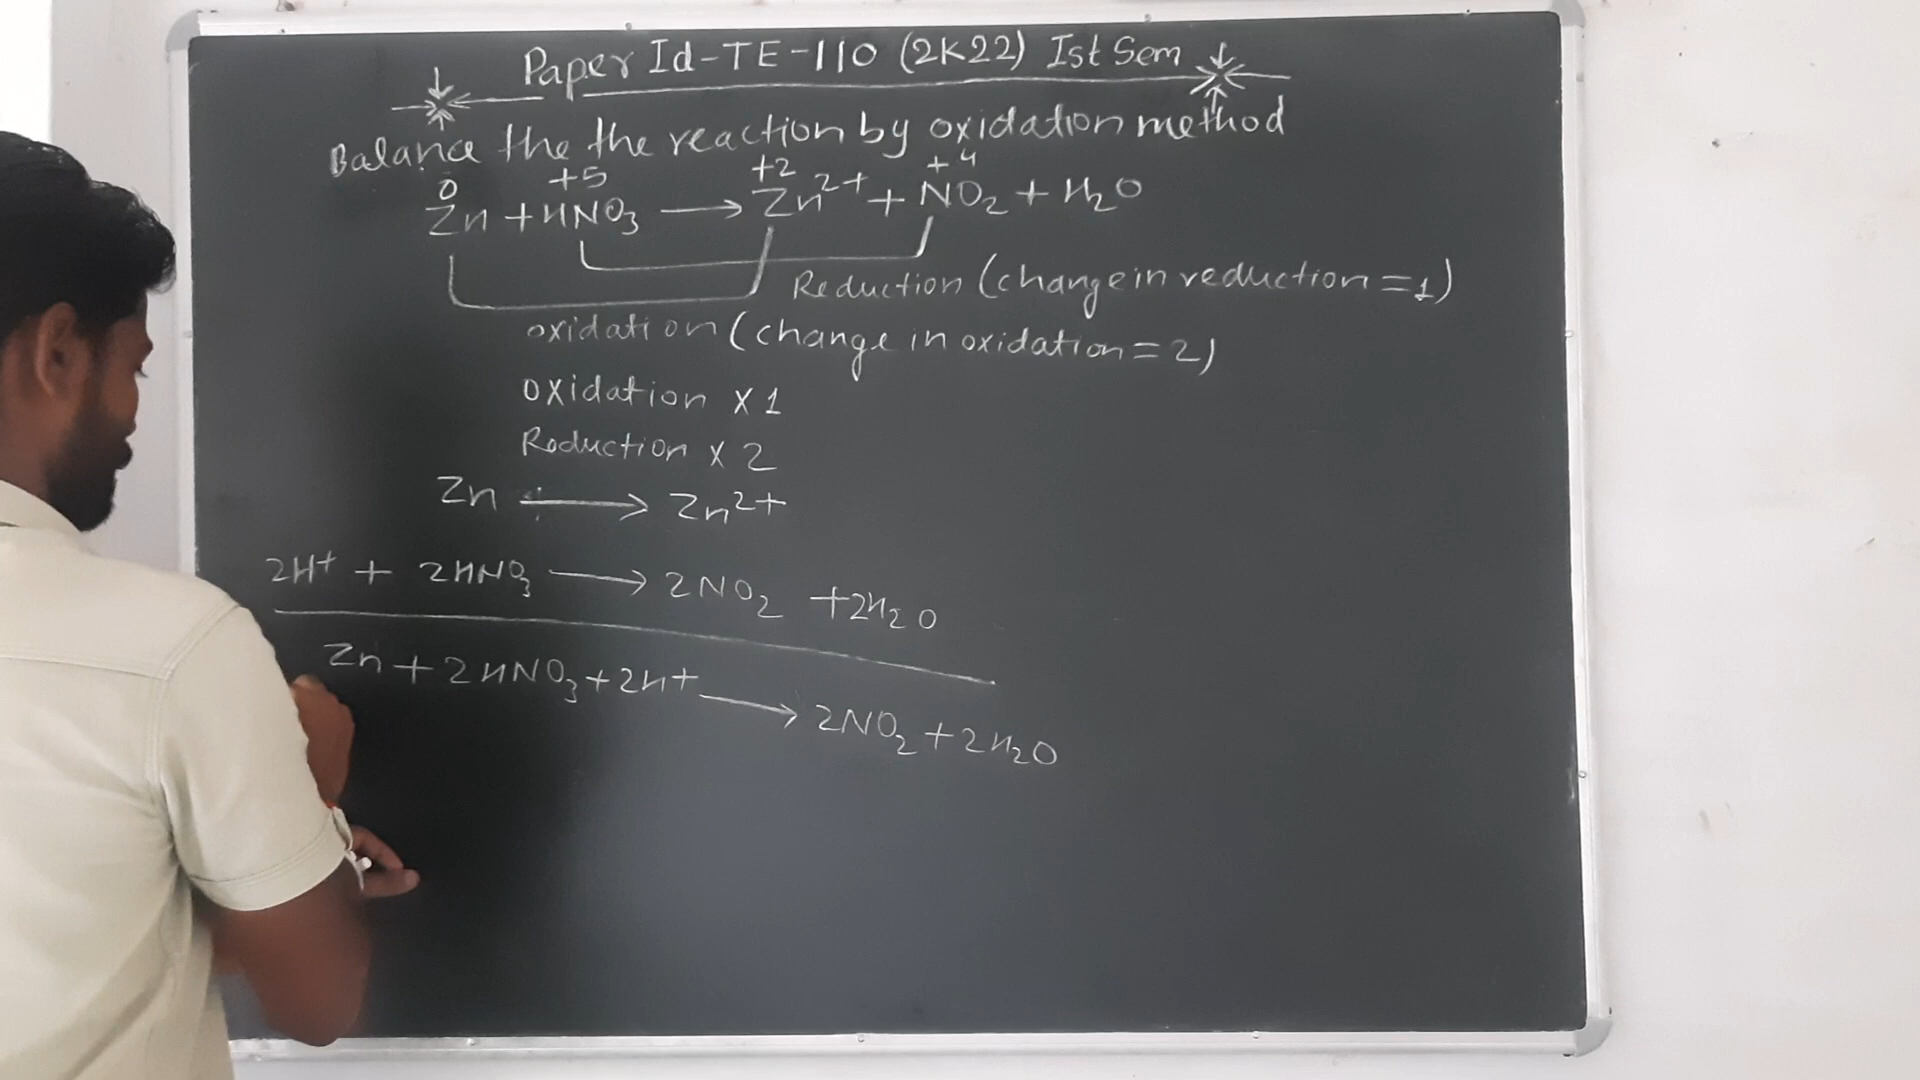 Paper Id-TE-110 (2K22) Ist Sem
Balance the the reaction by oxidation method
0 +5 +2 +4
Zn + HNO3 → Zn2+ + NO2 + H2O
Reduction (change in reduction = 1)
oxidation (change in oxidation = 2)
oxidation x 1
Reduction x 2
Zn → Zn2+
2H+ + 2HNO3 → 2NO2 + 2H2O
Zn + 2HNO3 + 2H+ → 2NO2 + 2H2O